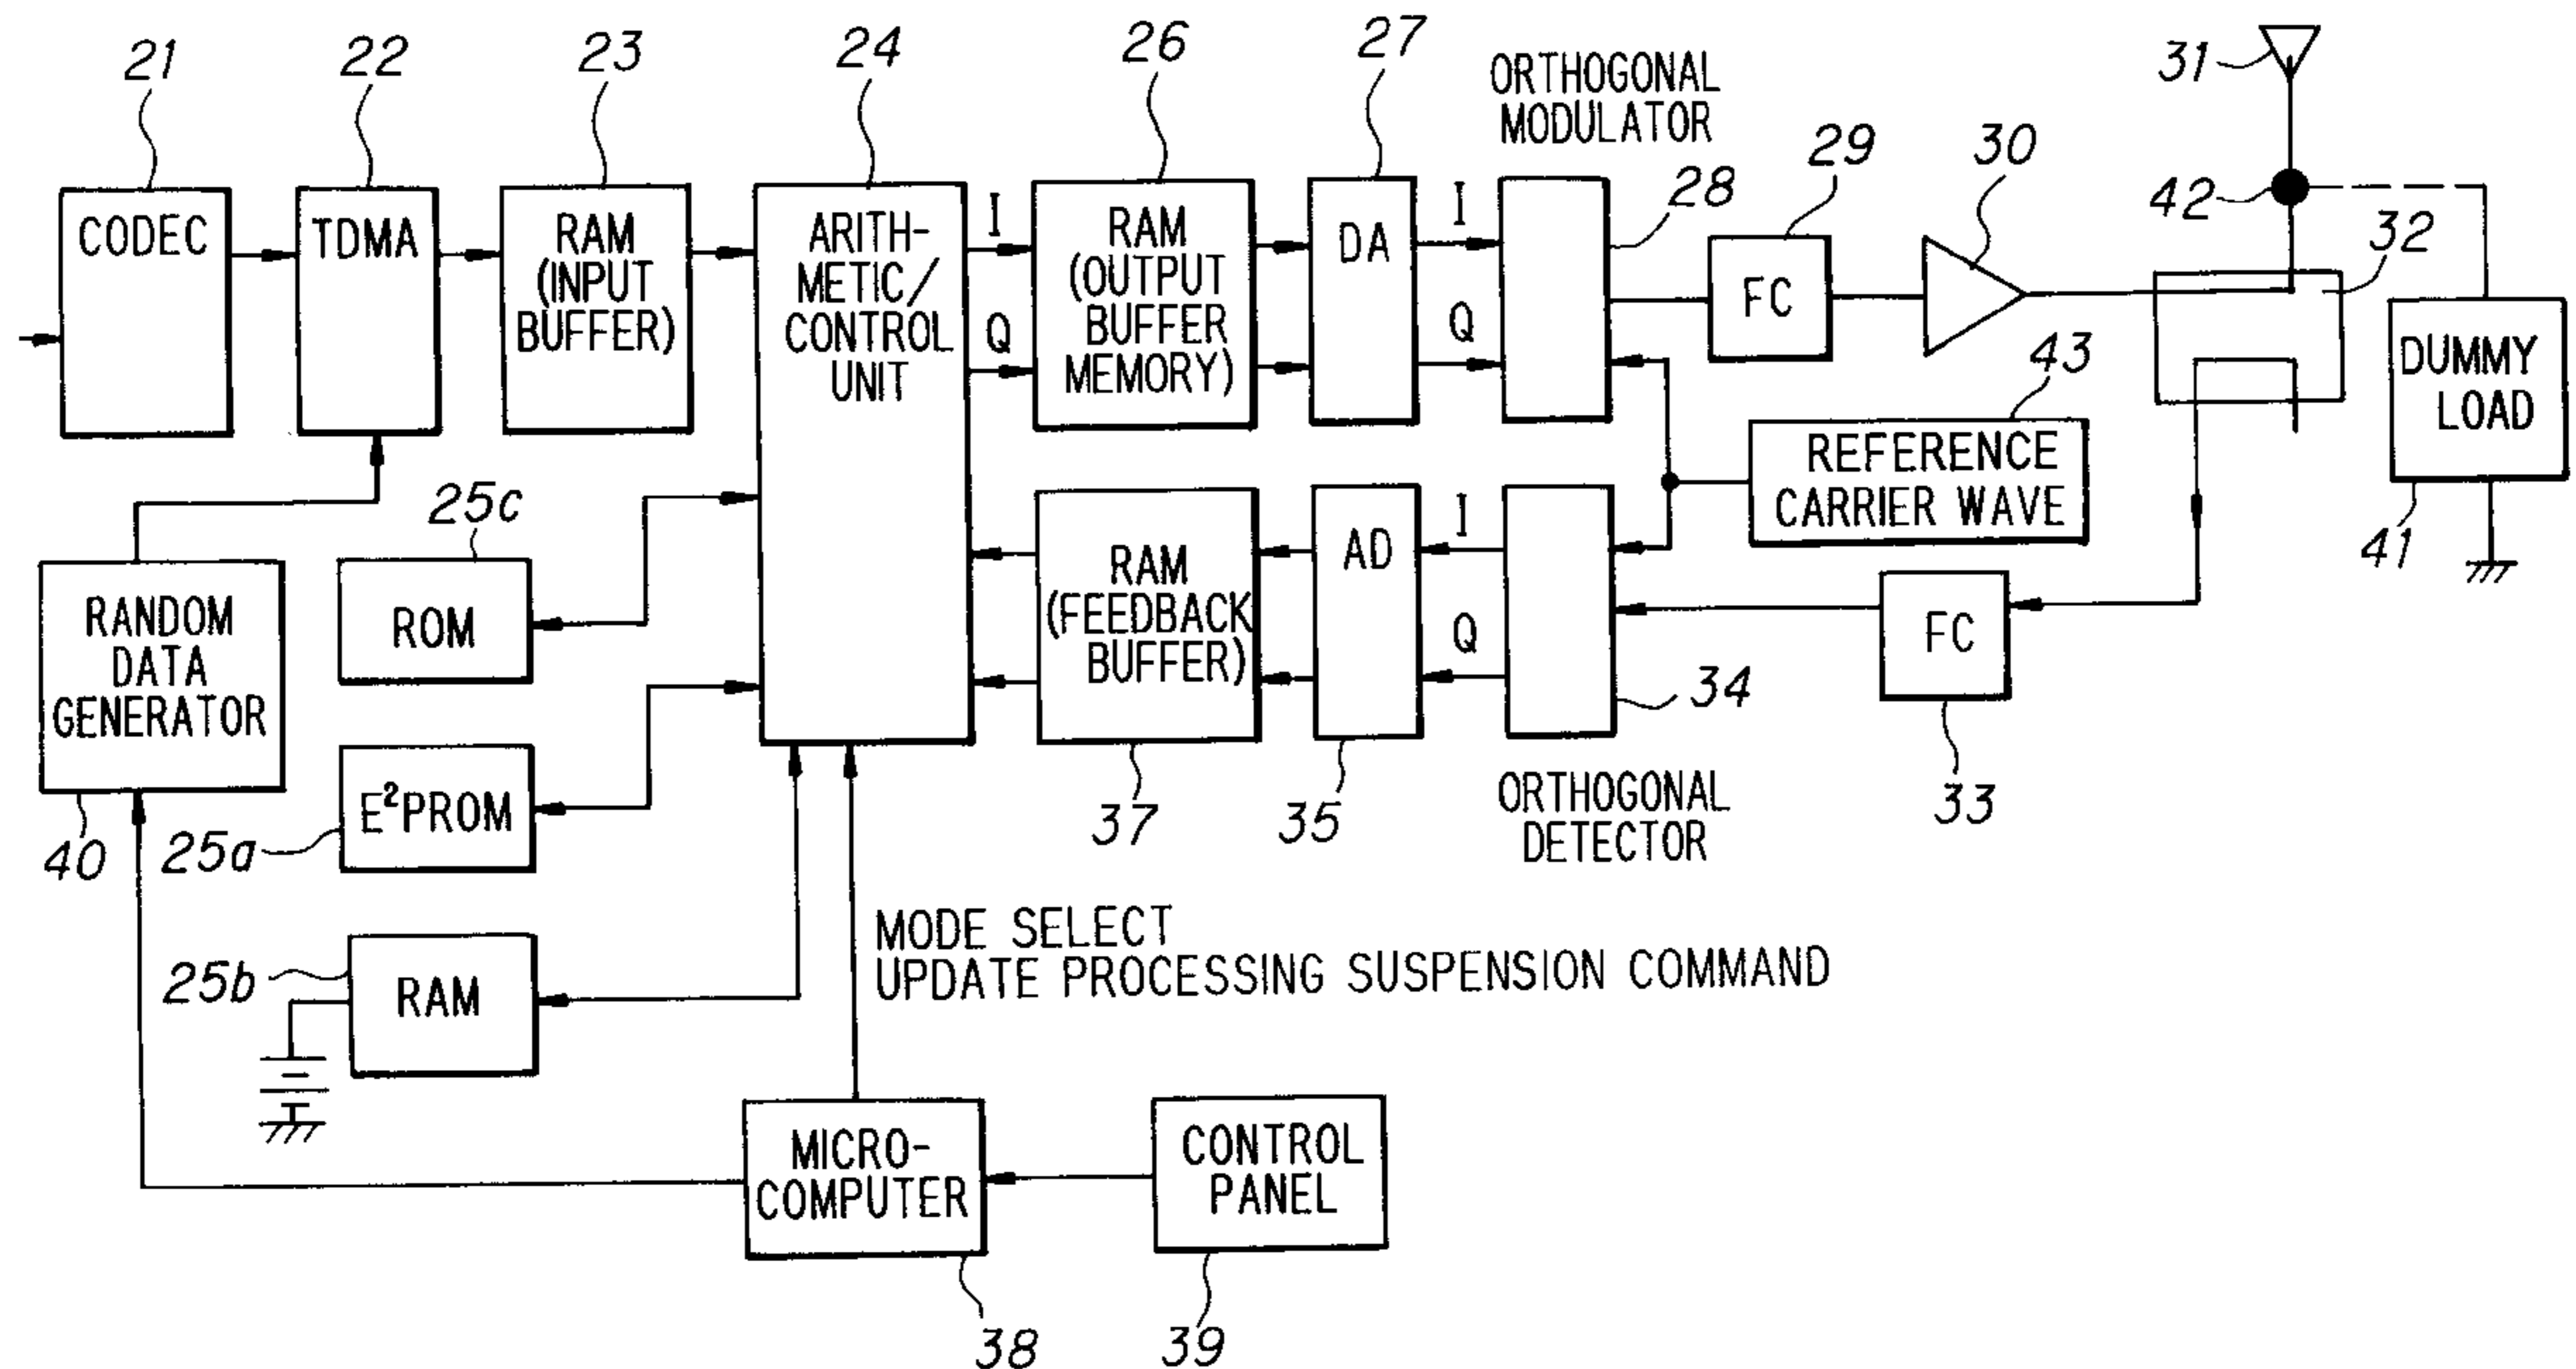 21
22
23
24
26
27
ORTHOGONAL
MODULATOR
28
29
30
31
42
32
CODEC
TDMA
RAM
(INPUT
BUFFER)
ARITH-
METIC/
CONTROL
UNIT
I
Q
RAM
(OUTPUT
BUFFER
MEMORY)
DA
I
Q
FC
43
REFERENCE
CARRIER WAVE
DUMMY
LOAD
41
25c
ROM
RANDOM
DATA
GENERATOR
40
E²PROM
25a
RAM
(FEEDBACK
BUFFER)
37
AD
35
I
Q
34
ORTHOGONAL
DETECTOR
FC
33
25b
RAM
MODE SELECT
UPDATE PROCESSING SUSPENSION COMMAND
MICRO-
COMPUTER
38
CONTROL
PANEL
39